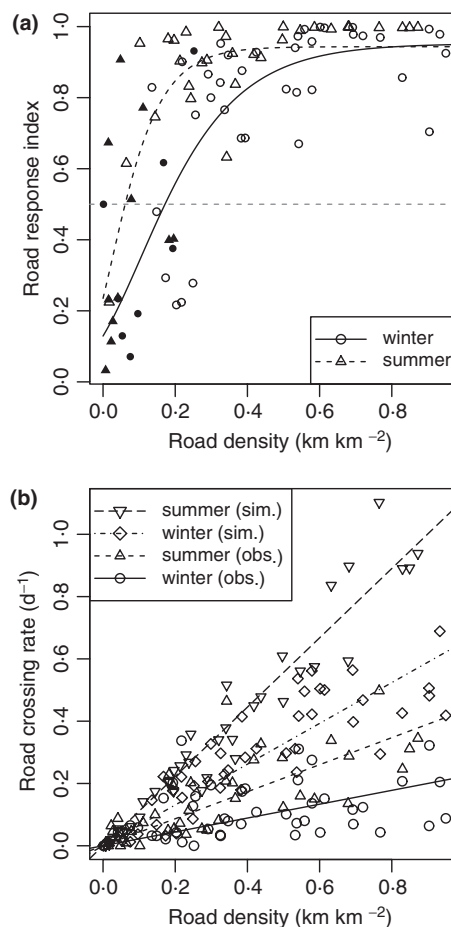 (a)
Road response index
1·0
0·8
0·6
0·4
0·2
0·0
winter
summer
0·0 0·2 0·4 0·6 0·8
Road density (km km −2)
(b)
Road crossing rate (d−1)
1·0
0·8
0·6
0·4
0·2
0·0
summer (sim.)
winter (sim.)
summer (obs.)
winter (obs.)
0·0 0·2 0·4 0·6 0·8
Road density (km km −2)